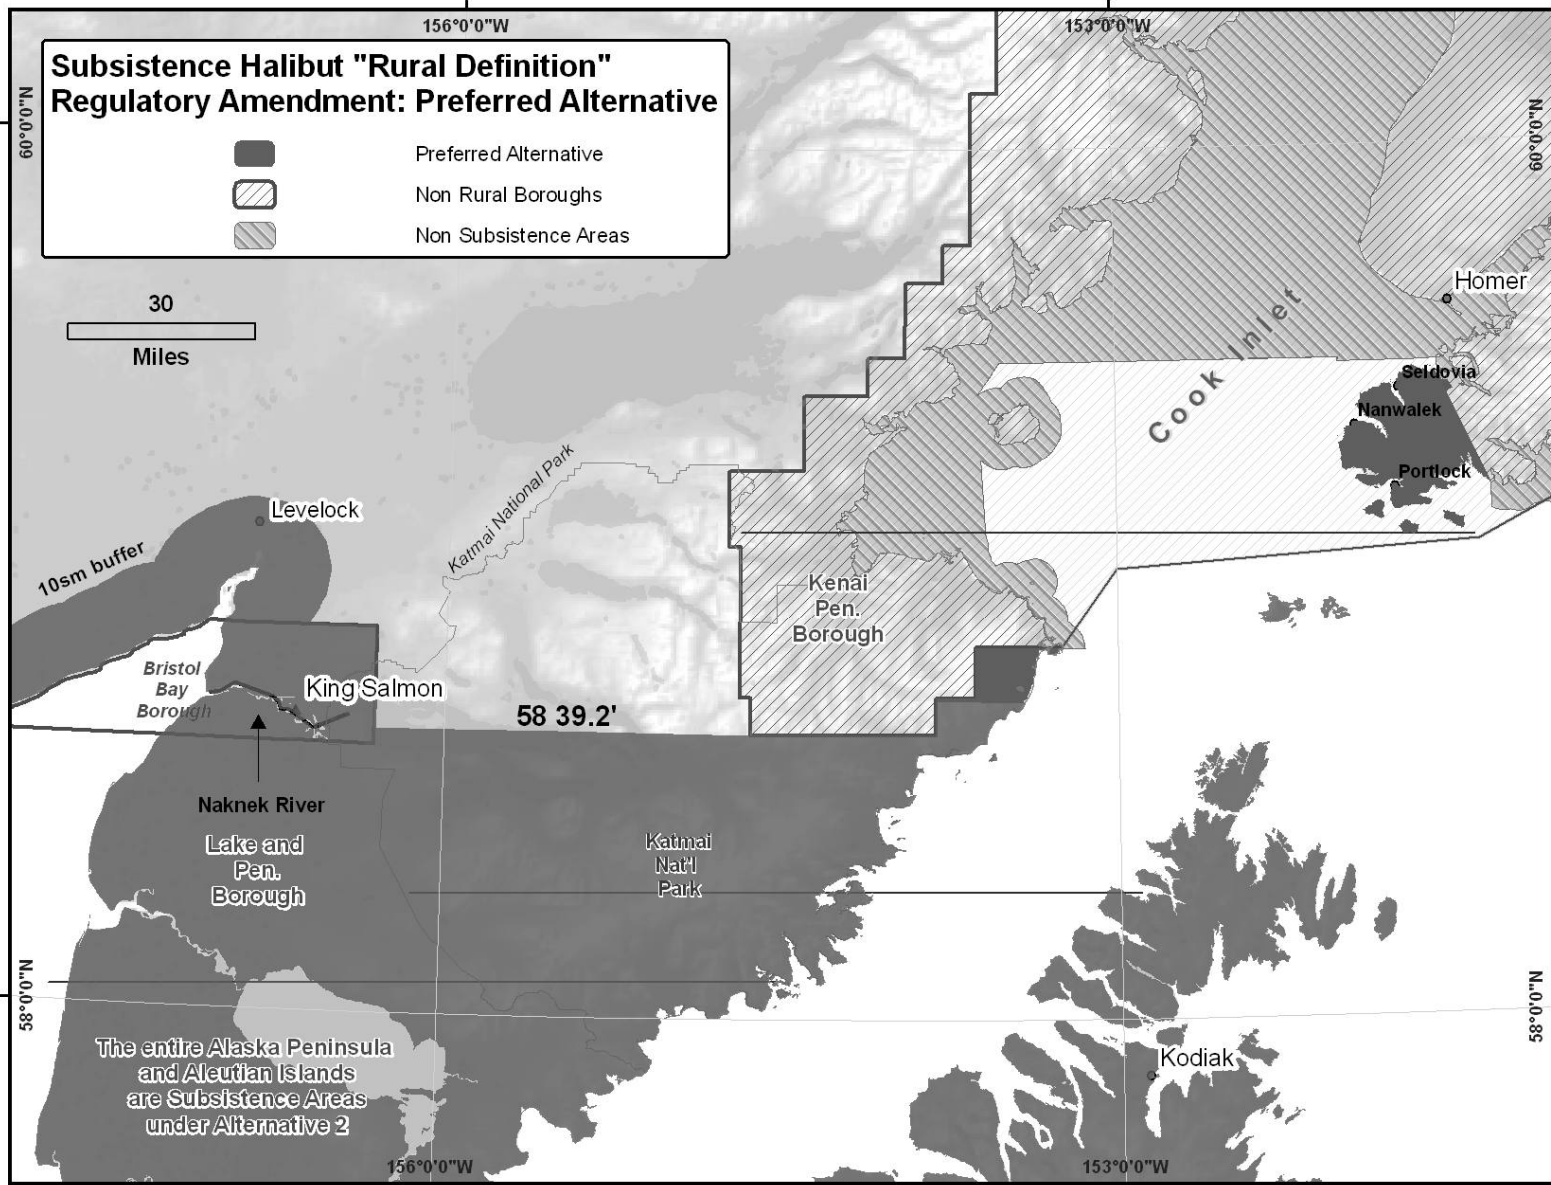 156°0'0"W
153°0'0"W
Subsistence Halibut "Rural Definition"
Regulatory Amendment: Preferred Alternative
Preferred Alternative
Non Rural Boroughs
Non Subsistence Areas
60°0'0"N
60°0'0"N
30
Miles
Homer
Cook Inlet
Seldovia
Nanwalek
Portlock
Katmai National Park
Levelock
10sm buffer
Kenai
Pen.
Borough
Bristol
Bay
Borough
King Salmon
58 39.2'
Naknek River
Lake and
Pen.
Borough
Katmai
Nat'l
Park
58°0'0"N
58°0'0"N
The entire Alaska Peninsula
and Aleutian Islands
are Subsistence Areas
under Alternative 2
Kodiak
156°0'0"W
153°0'0"W